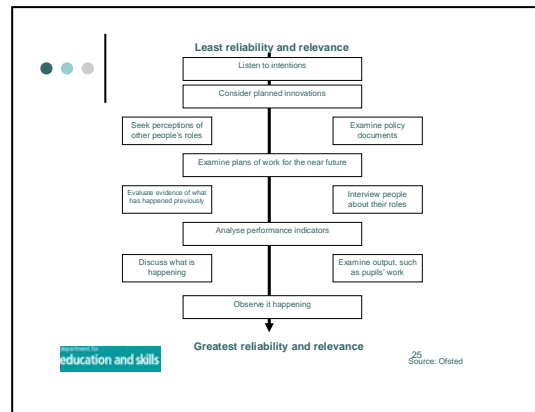 Least reliability and relevance
Listen to intentions
Consider planned innovations
Seek perceptions of
other people's roles
Examine policy
documents
Examine plans of work for the near future
Evaluate evidence of what
has happened previously
Interview people
about their roles
Analyse performance indicators
Discuss what is
happening
Examine output, such
as pupils' work
Observe it happening
Greatest reliability and relevance
department for
education and skills
25
Source: Ofsted